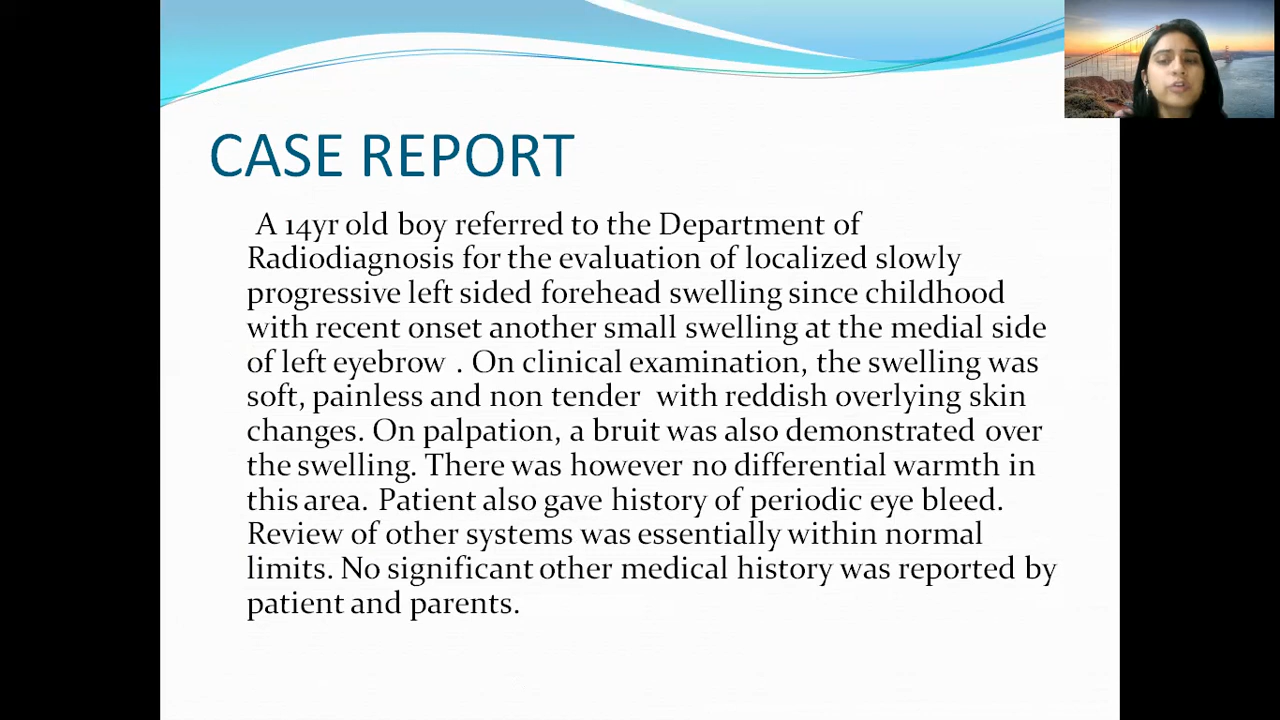 CASE REPORT
A 14yr old boy referred to the Department of
Radiodiagnosis for the evaluation of localized slowly
progressive left sided forehead swelling since childhood
with recent onset another small swelling at the medial side
of left eyebrow . On clinical examination, the swelling was
soft, painless and non tender with reddish overlying skin
changes. On palpation, a bruit was also demonstrated over
the swelling. There was however no differential warmth in
this area. Patient also gave history of periodic eye bleed.
Review of other systems was essentially within normal
limits. No significant other medical history was reported by
patient and parents.